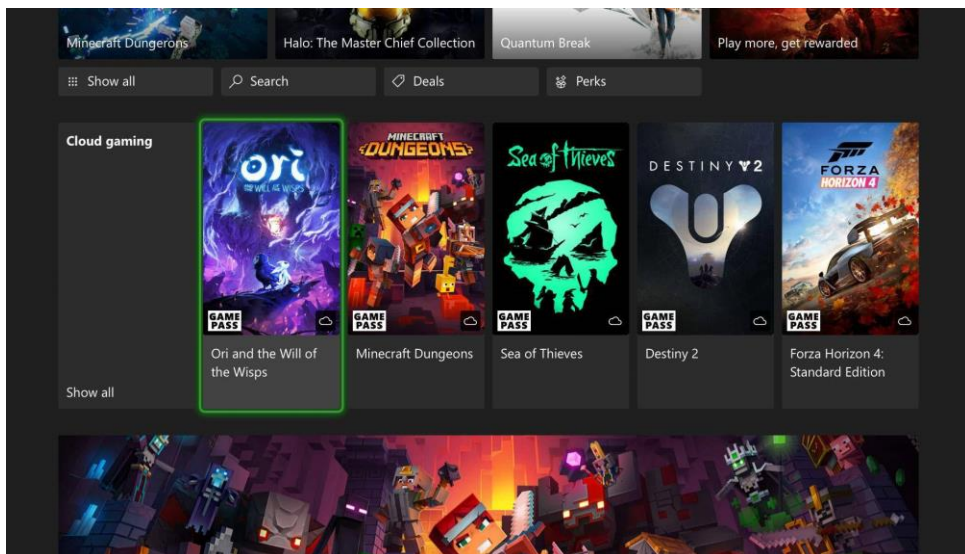 Minecraft Dungerons
Halo: The Master Chief Collection
Quantum Break
Play more, get rewarded
Show all
Search
Deals
Perks
Cloud gaming
Show all
ori
AND THE WILL OF THE WISPS
GAME
PASS
Ori and the Will of
the Wisps
MINECRAFT
DUNGEONS
GAME
PASS
Minecraft Dungeons
Sea of Thieves
GAME
PASS
Sea of Thieves
DESTINY 2
GAME
PASS
Destiny 2
FORZA
HORIZON 4
GAME
PASS
Forza Horizon 4:
Standard Edition